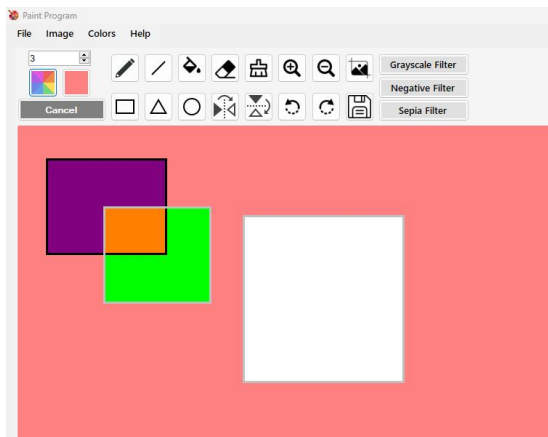 Paint Program
File Image Colors Help
3
Grayscale Filter
Negative Filter
Cancel
Sepia Filter